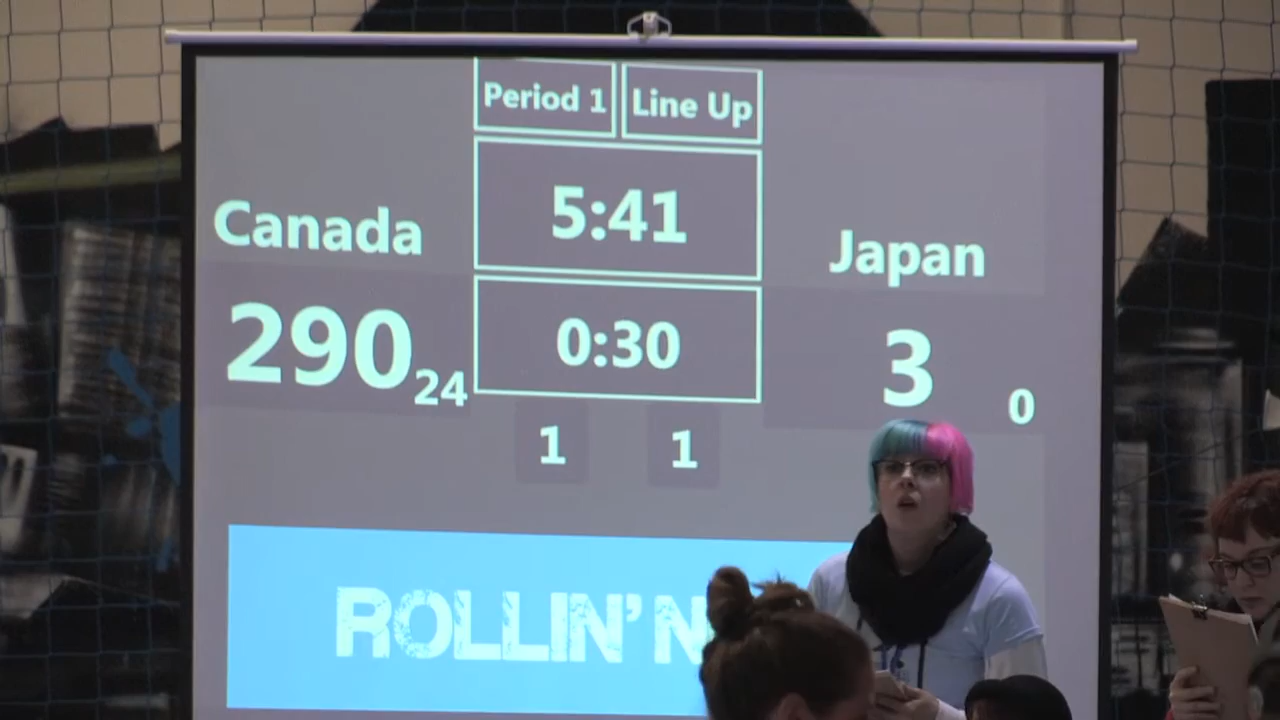 Period 1 Line Up
5:41
Canada
Japan
0:30
290 24
3 0
1 1
ROLLIN' N